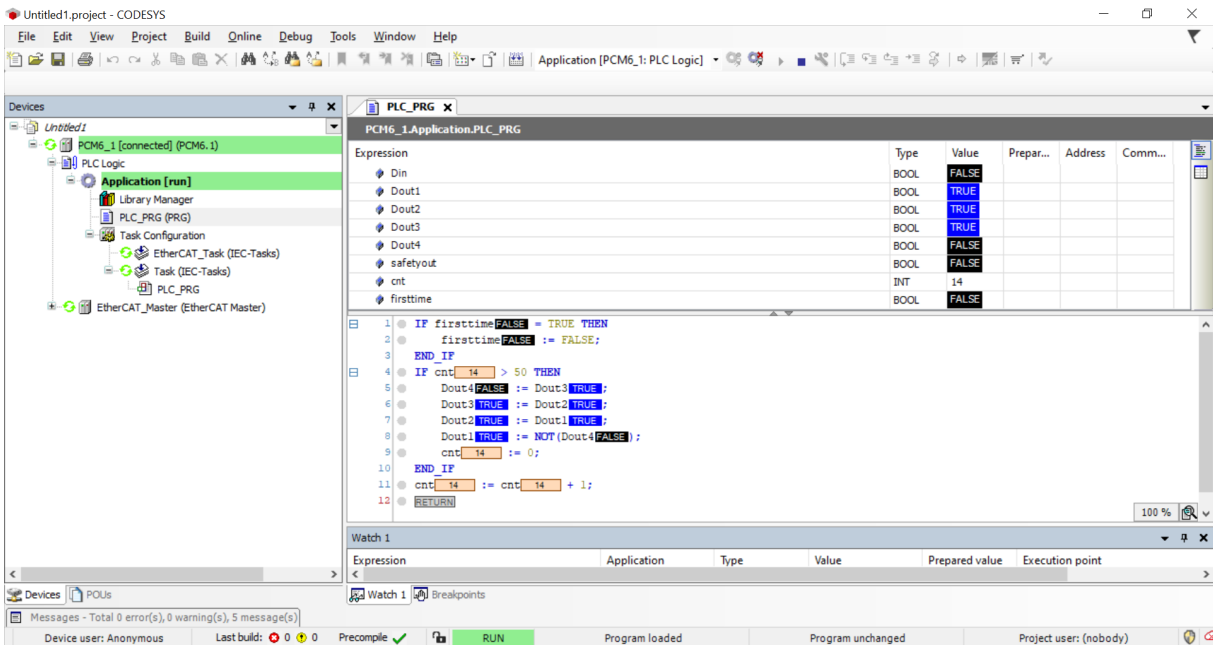 Untitled1.project - CODESYS
File Edit View Project Build Online Debug Tools Window Help
Application [PCM6_1: PLC Logic]
Devices
Untitled1
PCM6_1 [connected] (PCM6.1)
PLC Logic
Application [run]
Library Manager
PLC_PRG (PRG)
Task Configuration
EtherCAT_Task (IEC-Tasks)
Task (IEC-Tasks)
PLC_PRG
EtherCAT_Master (EtherCAT Master)
Devices POUs
PLC_PRG
PCM6_1.Application.PLC_PRG
Expression Type Value Prepar... Address Comm...
Din BOOL FALSE
Dout1 BOOL TRUE
Dout2 BOOL TRUE
Dout3 BOOL TRUE
Dout4 BOOL FALSE
safetyout BOOL FALSE
cnt INT 14
firsttime BOOL FALSE
1 IF firsttime FALSE = TRUE THEN
2 firsttime FALSE := FALSE;
3 END_IF
4 IF cnt 14 > 50 THEN
5 Dout4 FALSE := Dout3 TRUE ;
6 Dout3 TRUE := Dout2 TRUE ;
7 Dout2 TRUE := Dout1 TRUE ;
8 Dout1 TRUE := NOT(Dout4 FALSE );
9 cnt 14 := 0;
10 END_IF
11 cnt 14 := cnt 14 + 1;
12 RETURN
100 %
Watch 1
Expression Application Type Value Prepared value Execution point
Watch 1 Breakpoints
Messages - Total 0 error(s), 0 warning(s), 5 message(s)
Device user: Anonymous Last build: 0 0 Precompile RUN Program loaded Program unchanged Project user: (nobody)